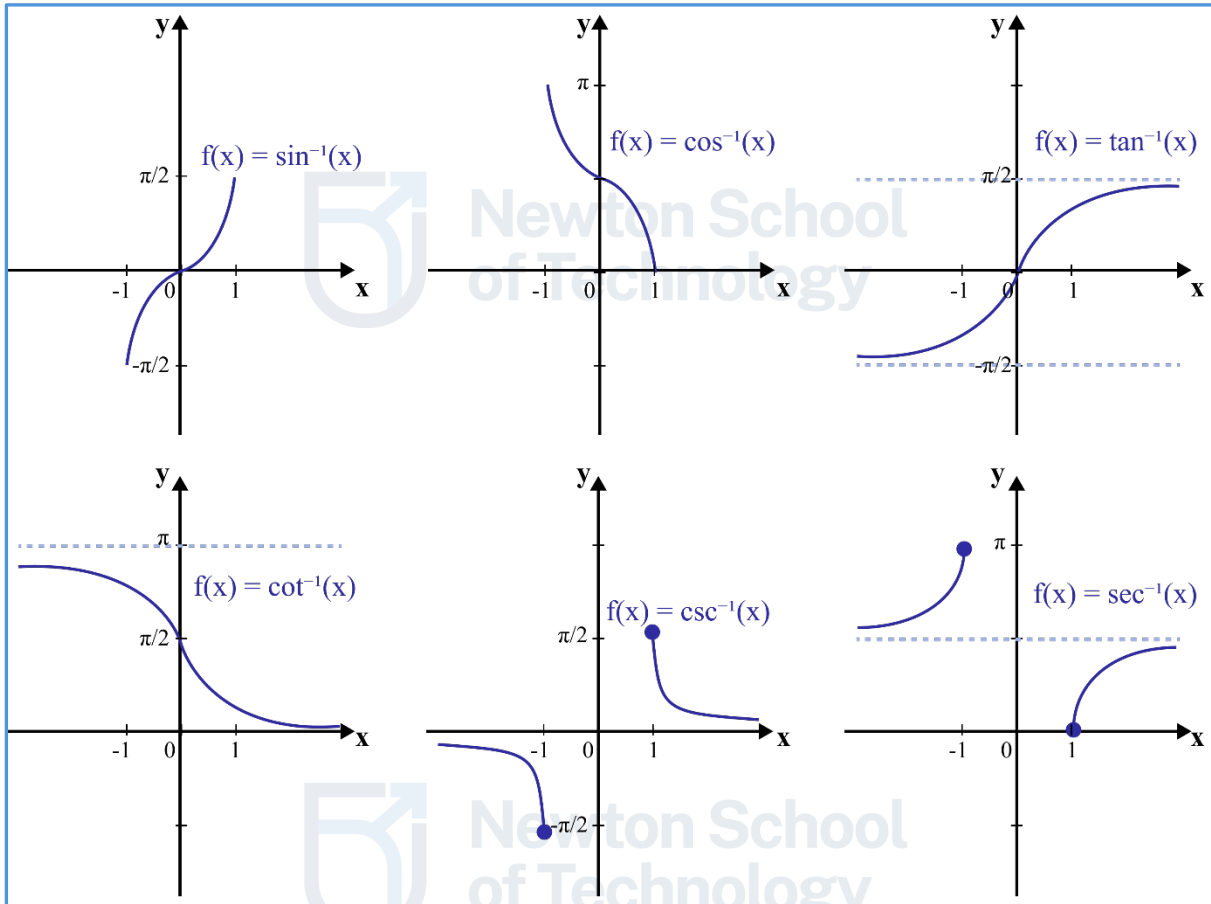 y
f(x) = sin⁻¹(x)
π/2
-1 0 1 x
-π/2
y
π
f(x) = cos⁻¹(x)
-1 0 1 x
y
f(x) = tan⁻¹(x)
π/2
-1 0 1 x
-π/2
Newton School
of Technology
y
π
f(x) = cot⁻¹(x)
π/2
-1 0 1 x
y
f(x) = csc⁻¹(x)
π/2
-1 0 1 x
-π/2
y
π
f(x) = sec⁻¹(x)
-1 0 1 x
Newton School
of Technology